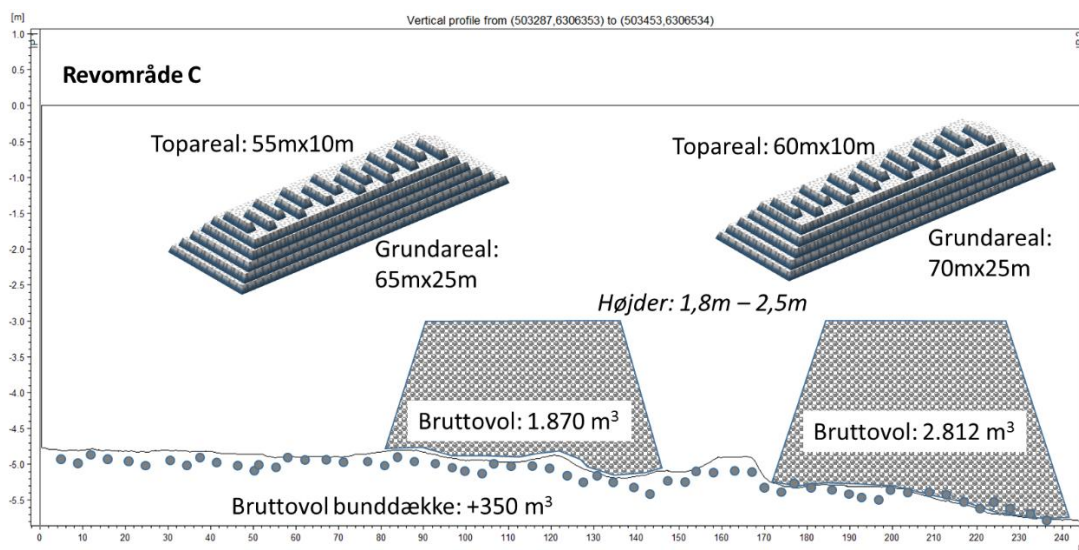 Vertical profile from (503287,6306353) to (503453,6306534)
[m]
Revområde C
Topareal: 55mx10m
Topareal: 60mx10m
Grundareal:
65mx25m
Grundareal:
70mx25m
Højder: 1,8m – 2,5m
Bruttovol: 1.870 m³
Bruttovol: 2.812 m³
Bruttovol bunddække: +350 m³
1.0
0.5
0.0
-0.5
-1.0
-1.5
-2.0
-2.5
-3.0
-3.5
-4.0
-4.5
-5.0
-5.5
0 10 20 30 40 50 60 70 80 90 100 110 120 130 140 150 160 170 180 190 200 210 220 230 240